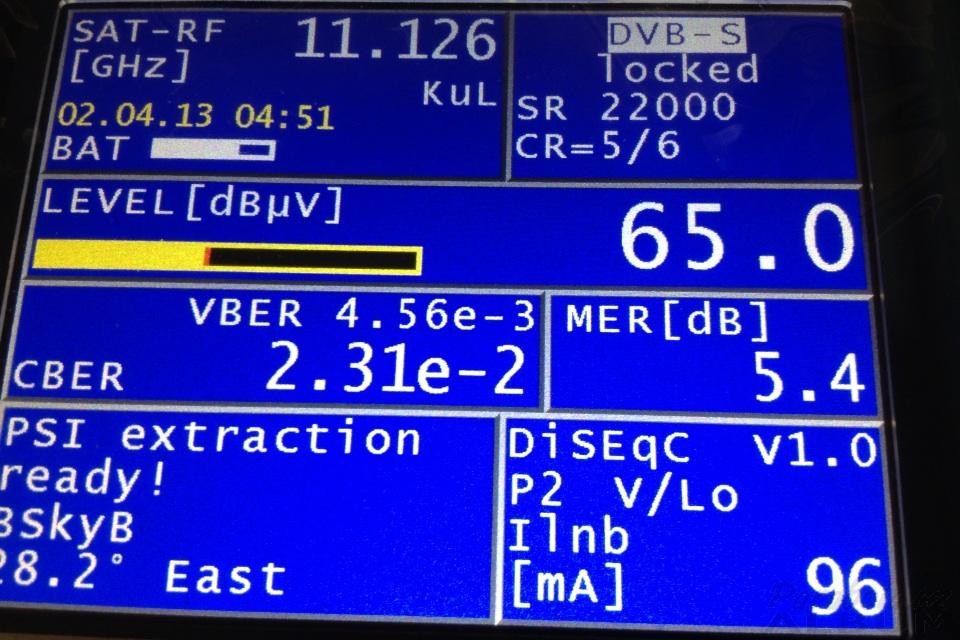 SAT-RF 11.126
[GHz]
KuL
02.04.13 04:51
BAT
DVB-S
locked
SR 22000
CR=5/6
LEVEL[dBµV]
65.0
VBER 4.56e-3
CBER 2.31e-2
MER[dB]
5.4
PSI extraction
ready!
BSkyB
28.2° East
DiSEqC V1.0
P2 V/Lo
Ilnb
[mA] 96